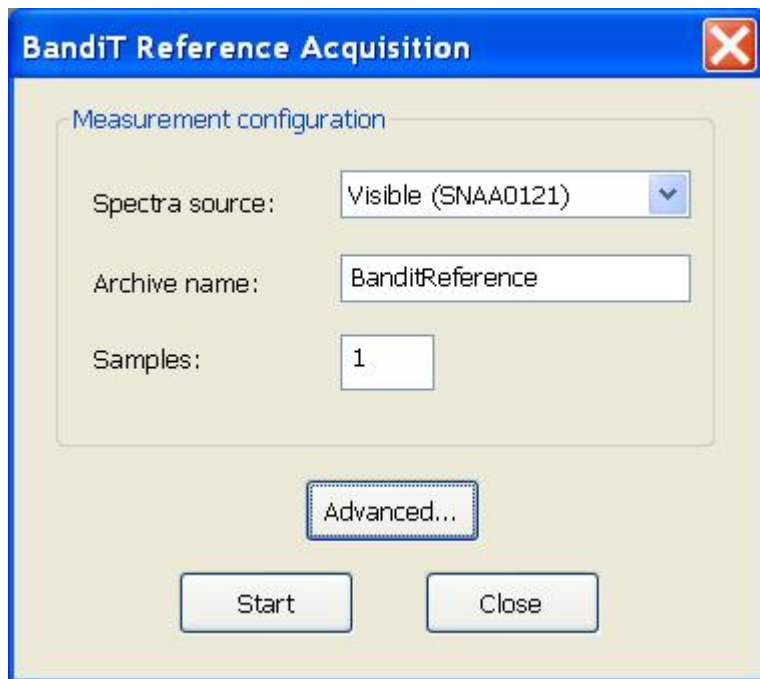 BandiT Reference Acquisition
Measurement configuration
Spectra source: Visible (SNAA0121)
Archive name: BanditReference
Samples: 1
Advanced...
Start Close